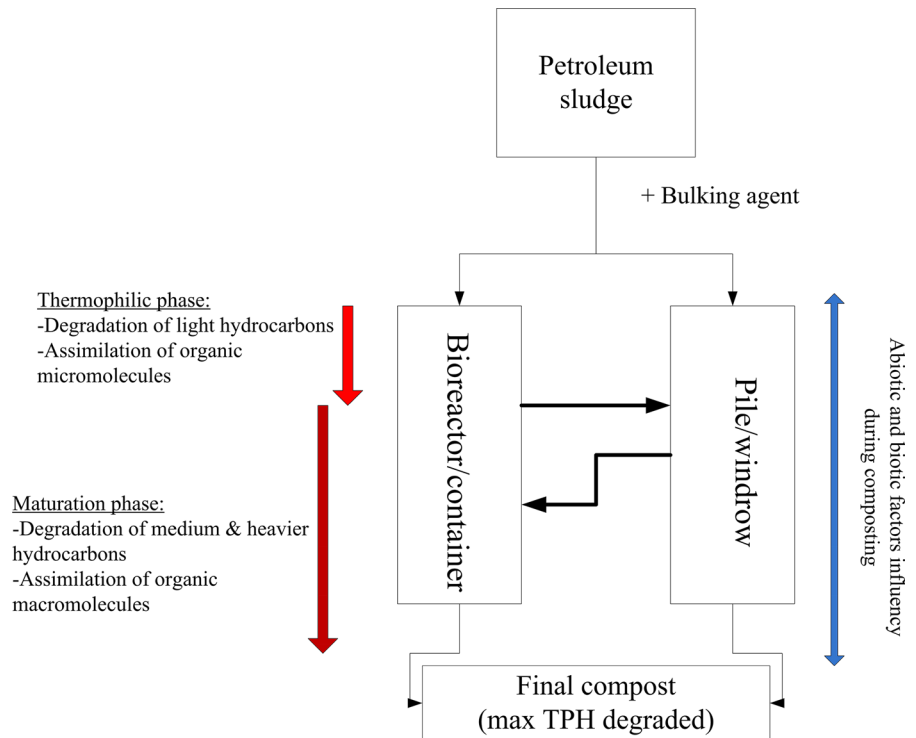 Petroleum
sludge
+ Bulking agent
Thermophilic phase:
-Degradation of light hydrocarbons
-Assimilation of organic
micromolecules
Maturation phase:
-Degradation of medium & heavier
hydrocarbons
-Assimilation of organic
macromolecules
Bioreactor/container
Pile/windrow
Abiotic and biotic factors influency
during composting
Final compost
(max TPH degraded)